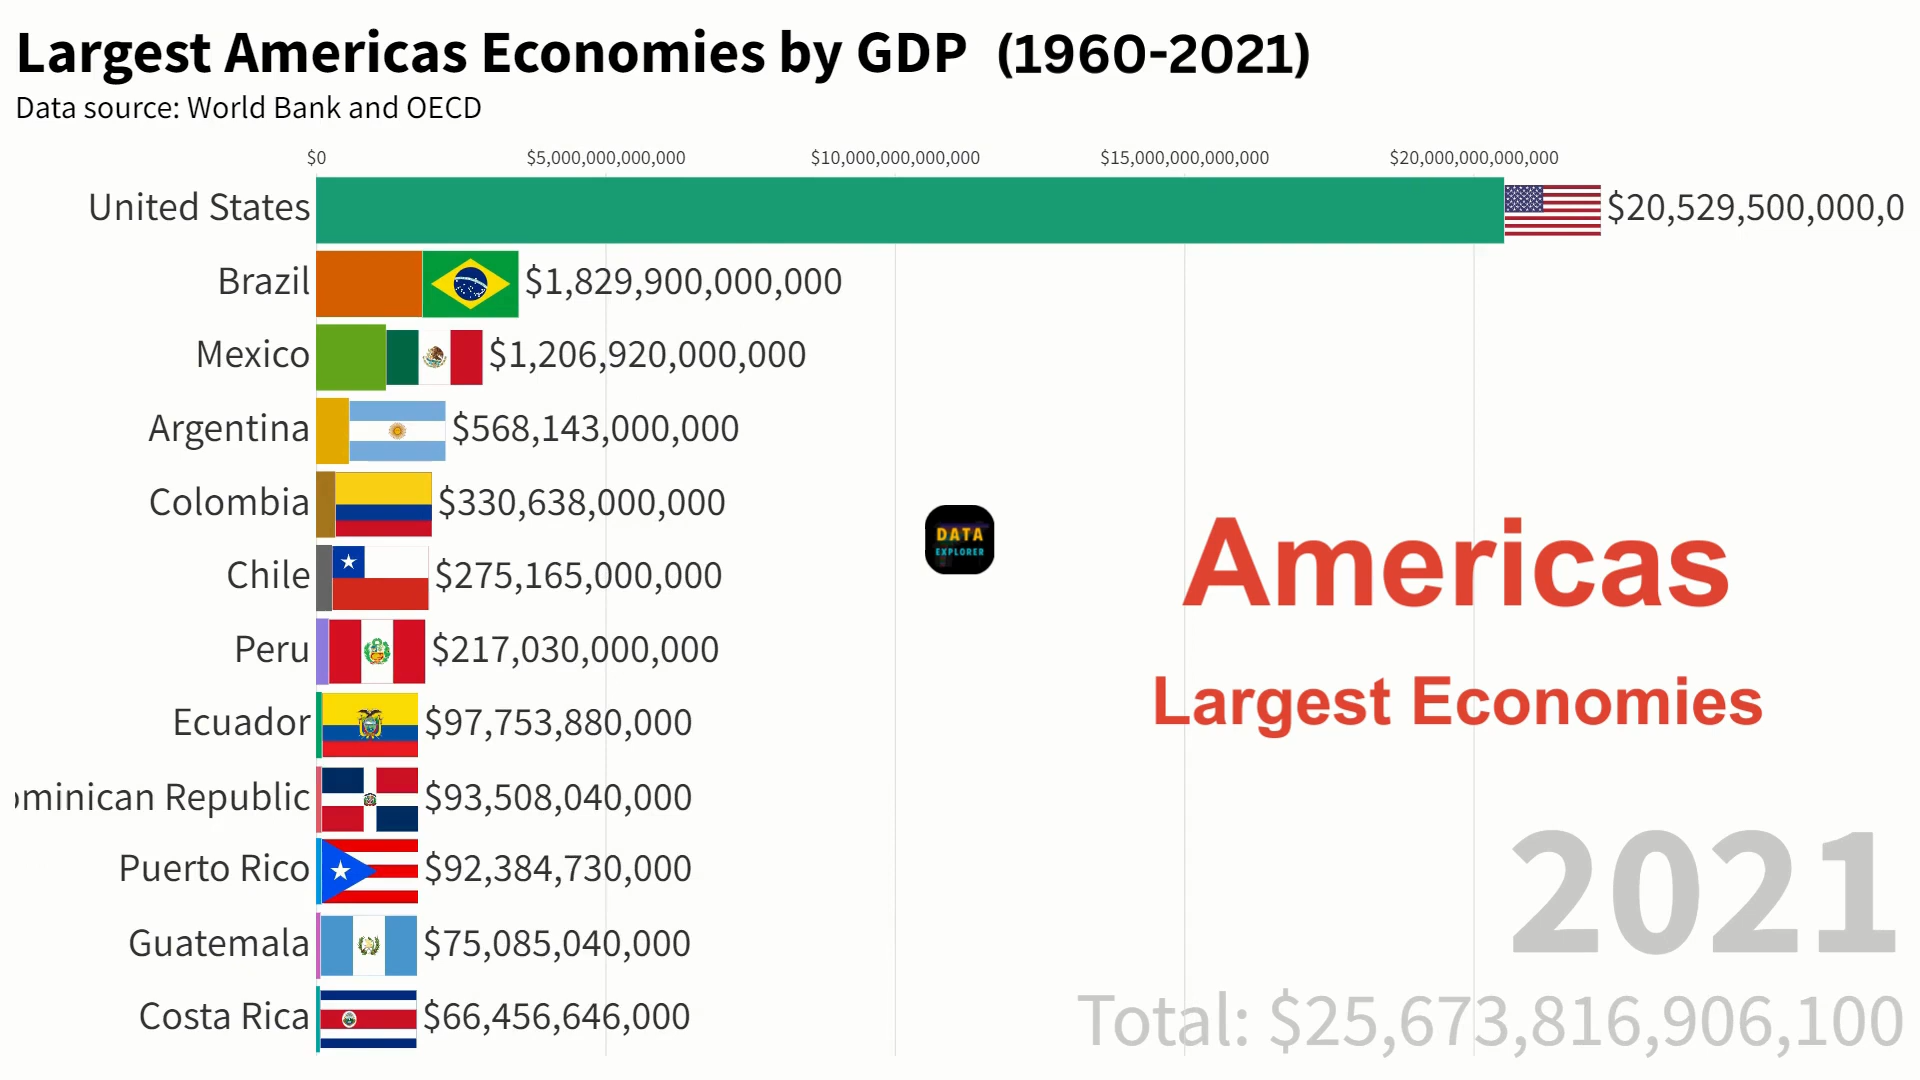 Largest Americas Economies by GDP (1960-2021)
Data source: World Bank and OECD
$0 $5,000,000,000,000 $10,000,000,000,000 $15,000,000,000,000 $20,000,000,000,000
United States $20,529,500,000,0
Brazil $1,829,900,000,000
Mexico $1,206,920,000,000
Argentina $568,143,000,000
Colombia $330,638,000,000
Chile $275,165,000,000
Peru $217,030,000,000
Ecuador $97,753,880,000
ominican Republic $93,508,040,000
Puerto Rico $92,384,730,000
Guatemala $75,085,040,000
Costa Rica $66,456,646,000
DATA
EXPLORER
Americas
Largest Economies
2021
Total: $25,673,816,906,100